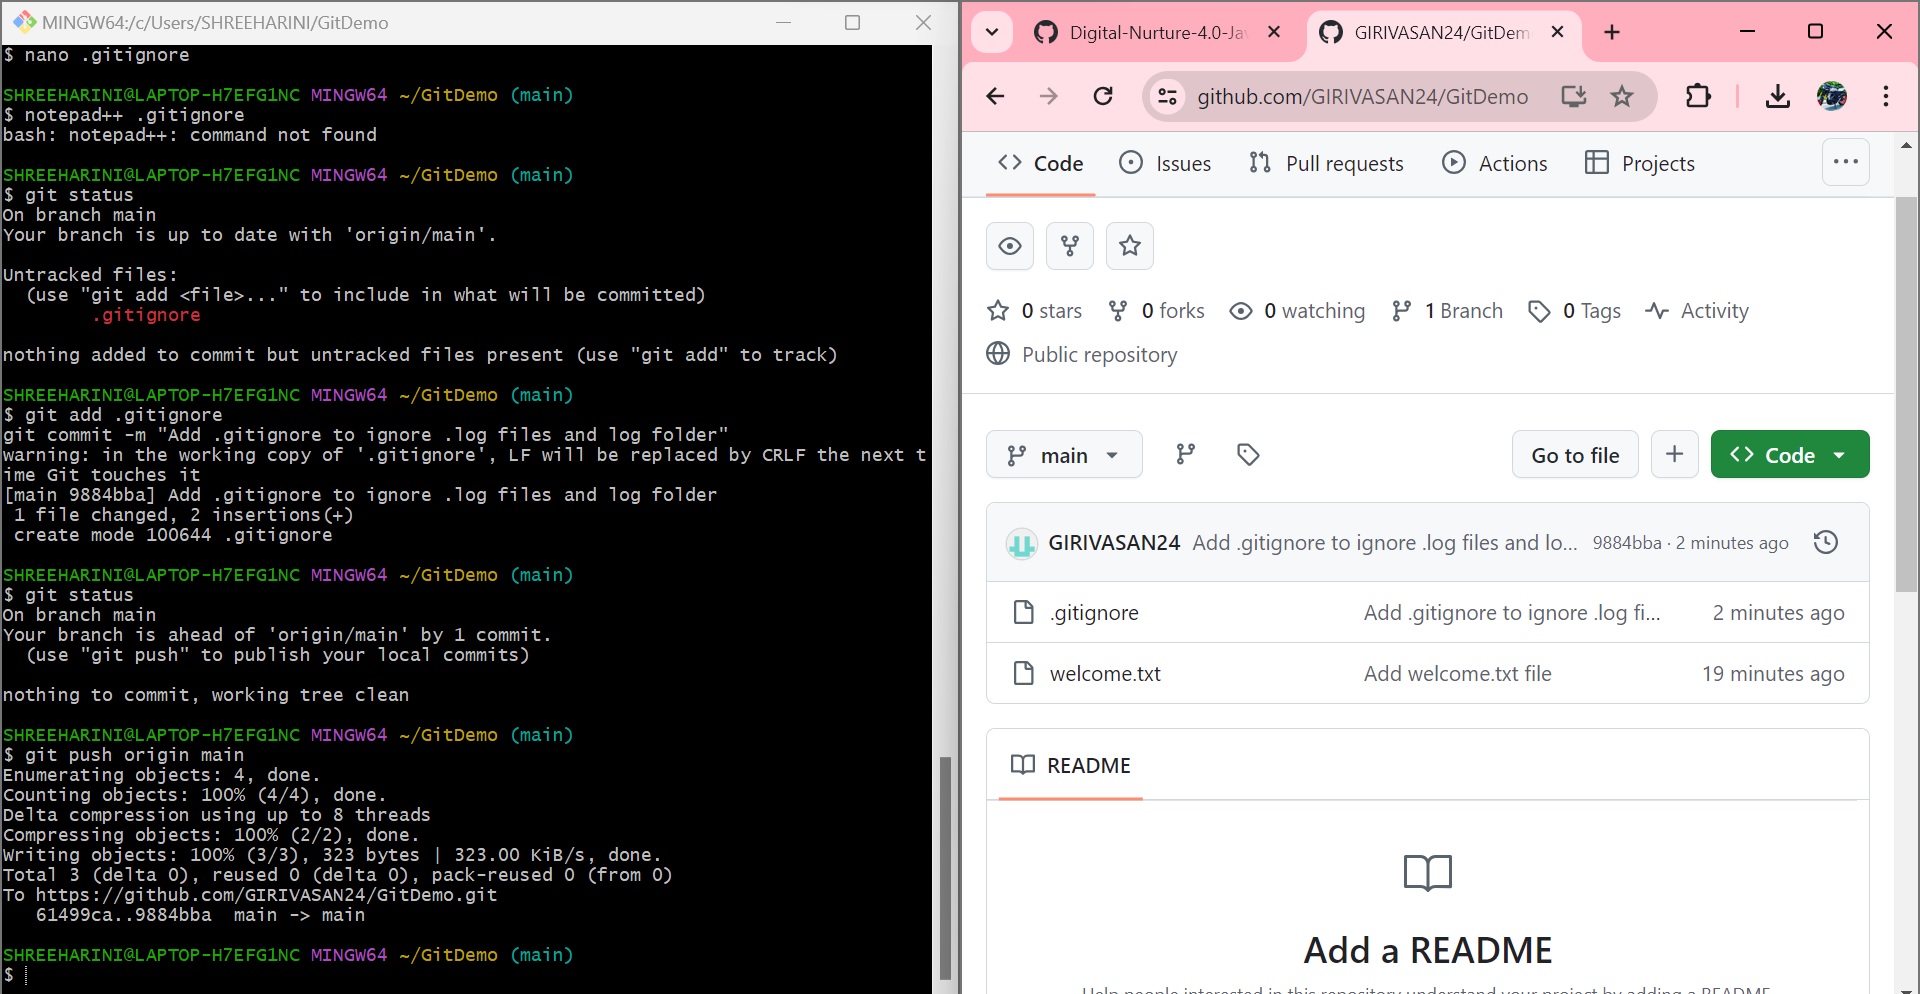 MINGW64:/c/Users/SHREEHARINI/GitDemo
$ nano .gitignore
SHREEHARINI@LAPTOP-H7EFG1NC MINGW64 ~/GitDemo (main)
$ notepad++ .gitignore
bash: notepad++: command not found
SHREEHARINI@LAPTOP-H7EFG1NC MINGW64 ~/GitDemo (main)
$ git status
On branch main
Your branch is up to date with 'origin/main'.
Untracked files:
(use "git add <file>..." to include in what will be committed)
.gitignore
nothing added to commit but untracked files present (use "git add" to track)
SHREEHARINI@LAPTOP-H7EFG1NC MINGW64 ~/GitDemo (main)
$ git add .gitignore
git commit -m "Add .gitignore to ignore .log files and log folder"
warning: in the working copy of '.gitignore', LF will be replaced by CRLF the next t
ime Git touches it
[main 9884bba] Add .gitignore to ignore .log files and log folder
1 file changed, 2 insertions(+)
create mode 100644 .gitignore
SHREEHARINI@LAPTOP-H7EFG1NC MINGW64 ~/GitDemo (main)
$ git status
On branch main
Your branch is ahead of 'origin/main' by 1 commit.
(use "git push" to publish your local commits)
nothing to commit, working tree clean
SHREEHARINI@LAPTOP-H7EFG1NC MINGW64 ~/GitDemo (main)
$ git push origin main
Enumerating objects: 4, done.
Counting objects: 100% (4/4), done.
Delta compression using up to 8 threads
Compressing objects: 100% (2/2), done.
Writing objects: 100% (3/3), 323 bytes | 323.00 KiB/s, done.
Total 3 (delta 0), reused 0 (delta 0), pack-reused 0 (from 0)
To https://github.com/GIRIVASAN24/GitDemo.git
61499ca..9884bba main -> main
SHREEHARINI@LAPTOP-H7EFG1NC MINGW64 ~/GitDemo (main)
$
Digital-Nurture-4.0-Ja
GIRIVASAN24/GitDem
github.com/GIRIVASAN24/GitDemo
Code Issues Pull requests Actions Projects
0 stars 0 forks 0 watching 1 Branch 0 Tags Activity
Public repository
main Go to file Code
GIRIVASAN24 Add .gitignore to ignore .log files and lo... 9884bba · 2 minutes ago
.gitignore Add .gitignore to ignore .log fi... 2 minutes ago
welcome.txt Add welcome.txt file 19 minutes ago
README
Add a README
Help people interested in this repository understand your project by adding a README.